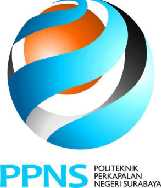 PPNS
POLITEKNIK
PERKAPALAN
NEGERI SURABAYA